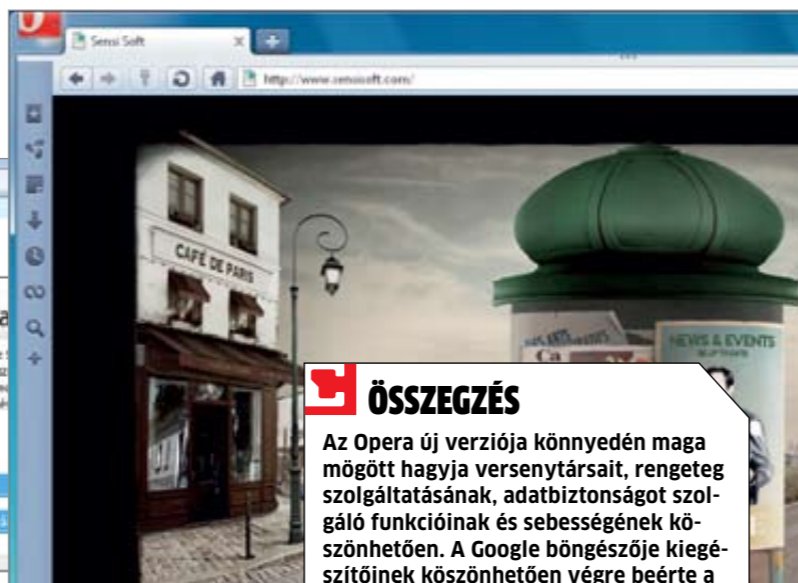 Sensi Soft
http://www.sensisoft.com/
CAFÉ DE PARIS
NEWS & EVENTS
ÖSSZEGZÉS
Az Opera új verziója könnyedén maga
mögött hagyja versenytársait, rengeteg
szolgáltatásának, adatbiztonságot szol-
gáló funkcióinak és sebességének kö-
szönhetően. A Google böngészője kiegé-
szítőinek köszönhetően végre beérte a